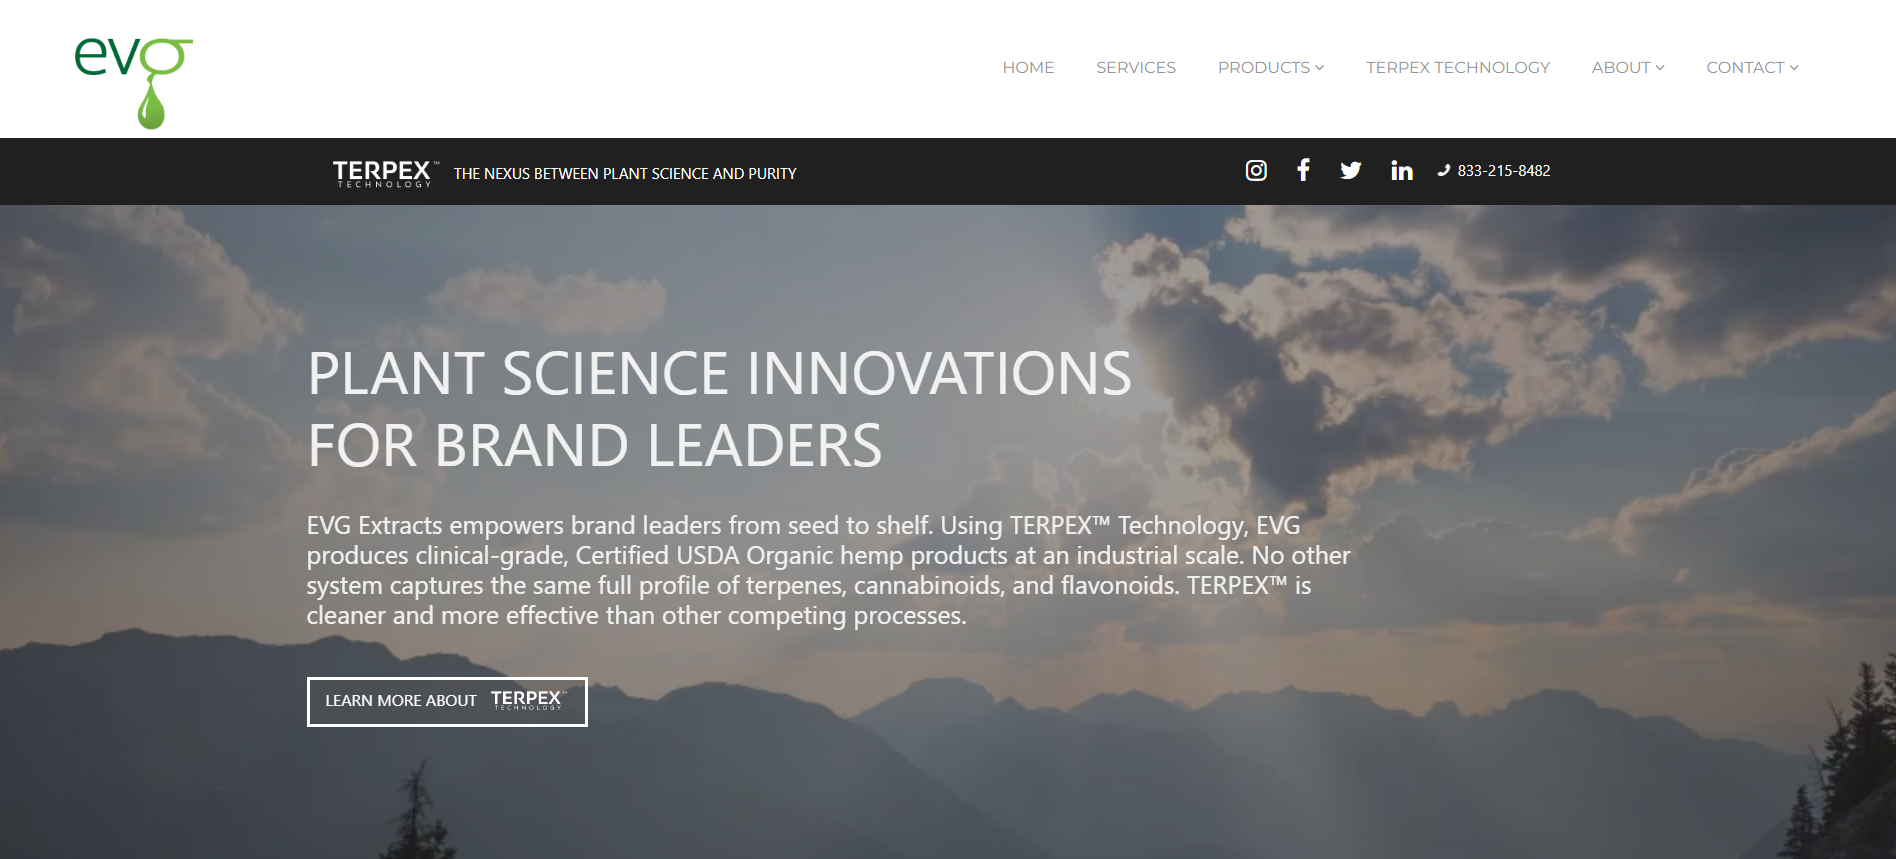 evg
HOME SERVICES PRODUCTS TERPEX TECHNOLOGY ABOUT CONTACT
TERPEX™ TECHNOLOGY THE NEXUS BETWEEN PLANT SCIENCE AND PURITY 833-215-8482
PLANT SCIENCE INNOVATIONS
FOR BRAND LEADERS
EVG Extracts empowers brand leaders from seed to shelf. Using TERPEX™ Technology, EVG
produces clinical-grade, Certified USDA Organic hemp products at an industrial scale. No other
system captures the same full profile of terpenes, cannabinoids, and flavonoids. TERPEX™ is
cleaner and more effective than other competing processes.
LEARN MORE ABOUT TERPEX™ TECHNOLOGY